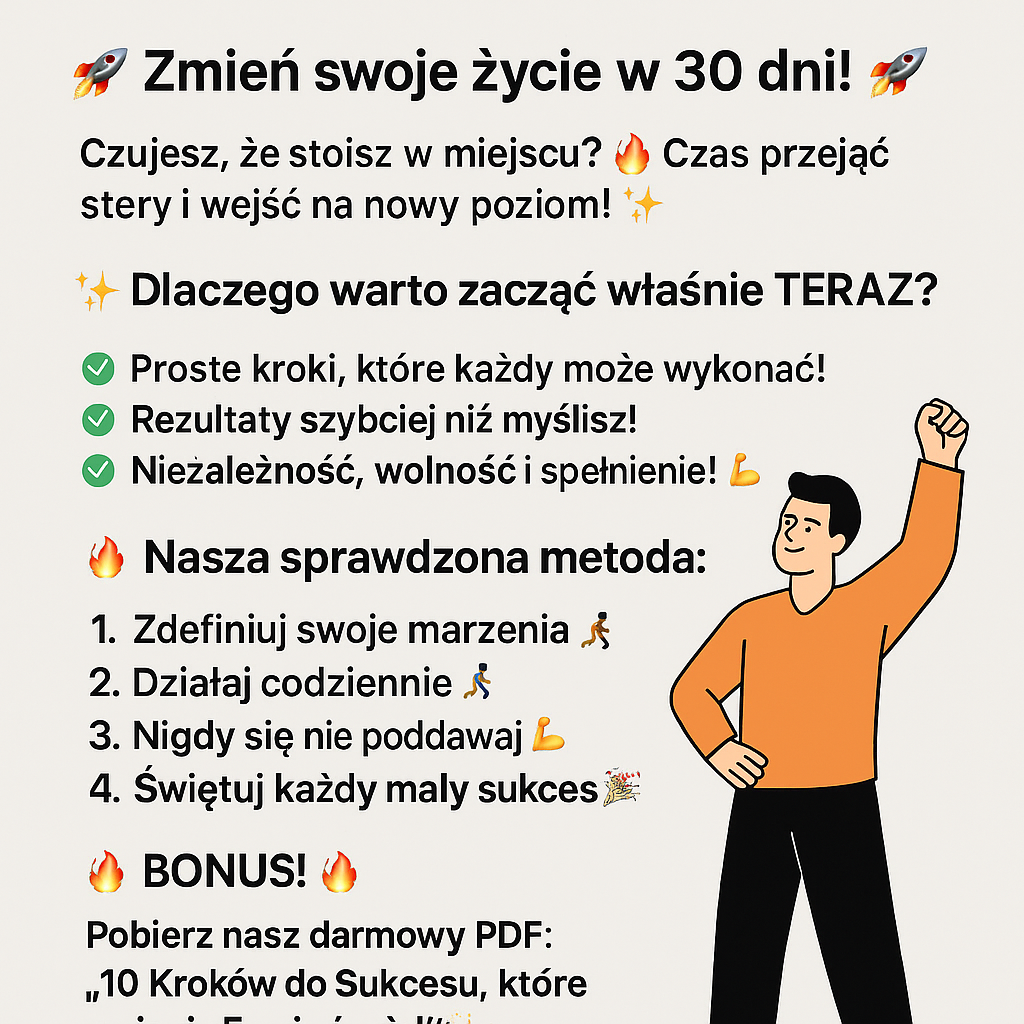 🚀 Zmień swoje życie w 30 dni! 🚀
Czujesz, że stoisz w miejscu? 🔥 Czas przejąć
stery i wejść na nowy poziom! ✨
✨ Dlaczego warto zacząć właśnie TERAZ?
✅ Proste kroki, które każdy może wykonać!
✅ Rezultaty szybciej niż myślisz!
✅ Nieżależność, wolność i spełnienie! 💪
🔥 Nasza sprawdzona metoda:
1. Zdefiniuj swoje marzenia 🏃
2. Działaj codziennie 🏃
3. Nigdy się nie poddawaj 💪
4. Świętuj każdy maly sukces 🎉
🔥 BONUS! 🔥
Pobierz nasz darmowy PDF:
„10 Kroków do Sukcesu, które